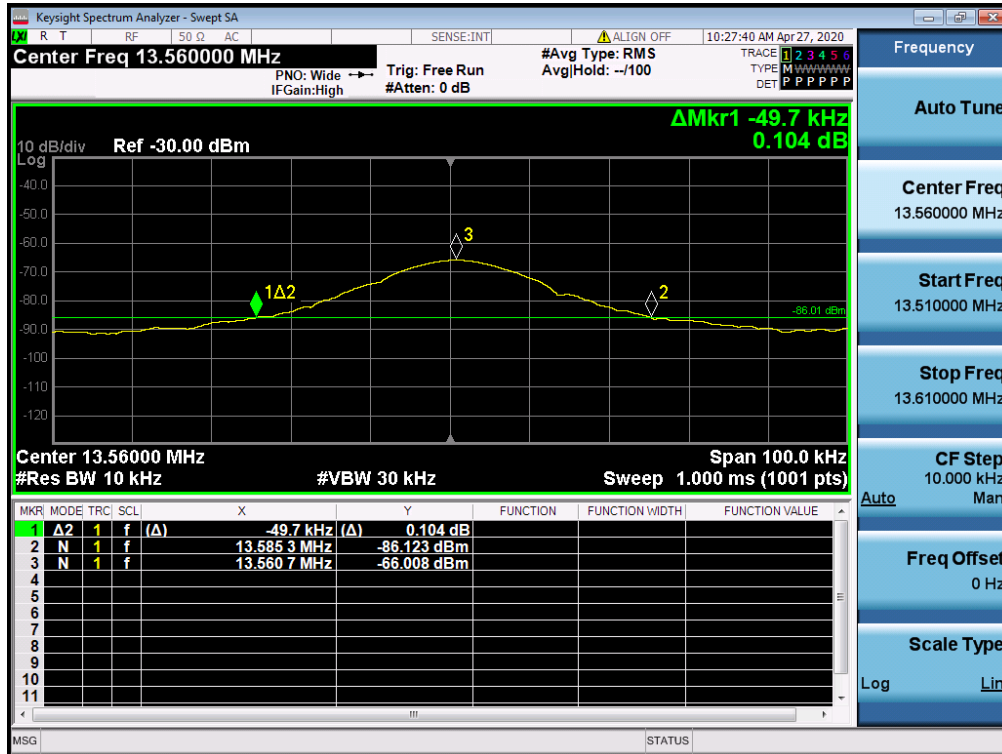 Keysight Spectrum Analyzer - Swept SA
LXI R T RF 50 Ω AC SENSE:INT ALIGN OFF 10:27:40 AM Apr 27, 2020
Center Freq 13.560000 MHz
PNO: Wide
IFGain:High
Trig: Free Run
#Atten: 0 dB
#Avg Type: RMS
Avg|Hold: --/100
TRACE 1 2 3 4 5 6
TYPE M W W W W W
DET P P P P P P
ΔMkr1 -49.7 kHz
0.104 dB
10 dB/div Ref -30.00 dBm
Log
-40.0
-50.0
-60.0
-70.0
-80.0
-90.0
-100
-110
-120
3
1Δ2
2
-86.01 dBm
Center 13.56000 MHz Span 100.0 kHz
#Res BW 10 kHz #VBW 30 kHz Sweep 1.000 ms (1001 pts)
MKR MODE TRC SCL X Y FUNCTION FUNCTION WIDTH FUNCTION VALUE
1 Δ2 1 f (Δ) -49.7 kHz (Δ) 0.104 dB
2 N 1 f 13.585 3 MHz -86.123 dBm
3 N 1 f 13.560 7 MHz -66.008 dBm
4
5
6
7
8
9
10
11
MSG STATUS
Frequency
Auto Tune
Center Freq
13.560000 MHz
Start Freq
13.510000 MHz
Stop Freq
13.610000 MHz
CF Step
10.000 kHz
Auto Man
Freq Offset
0 Hz
Scale Type
Log Lin